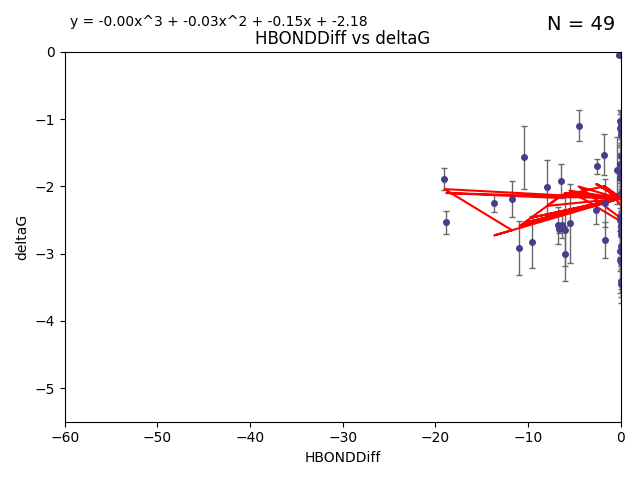 y = -0.00x^3 + -0.03x^2 + -0.15x + -2.18
N = 49
HBONDDiff vs deltaG
0
−1
−2
−3
−4
−5
deltaG
−60 −50 −40 −30 −20 −10 0
HBONDDiff